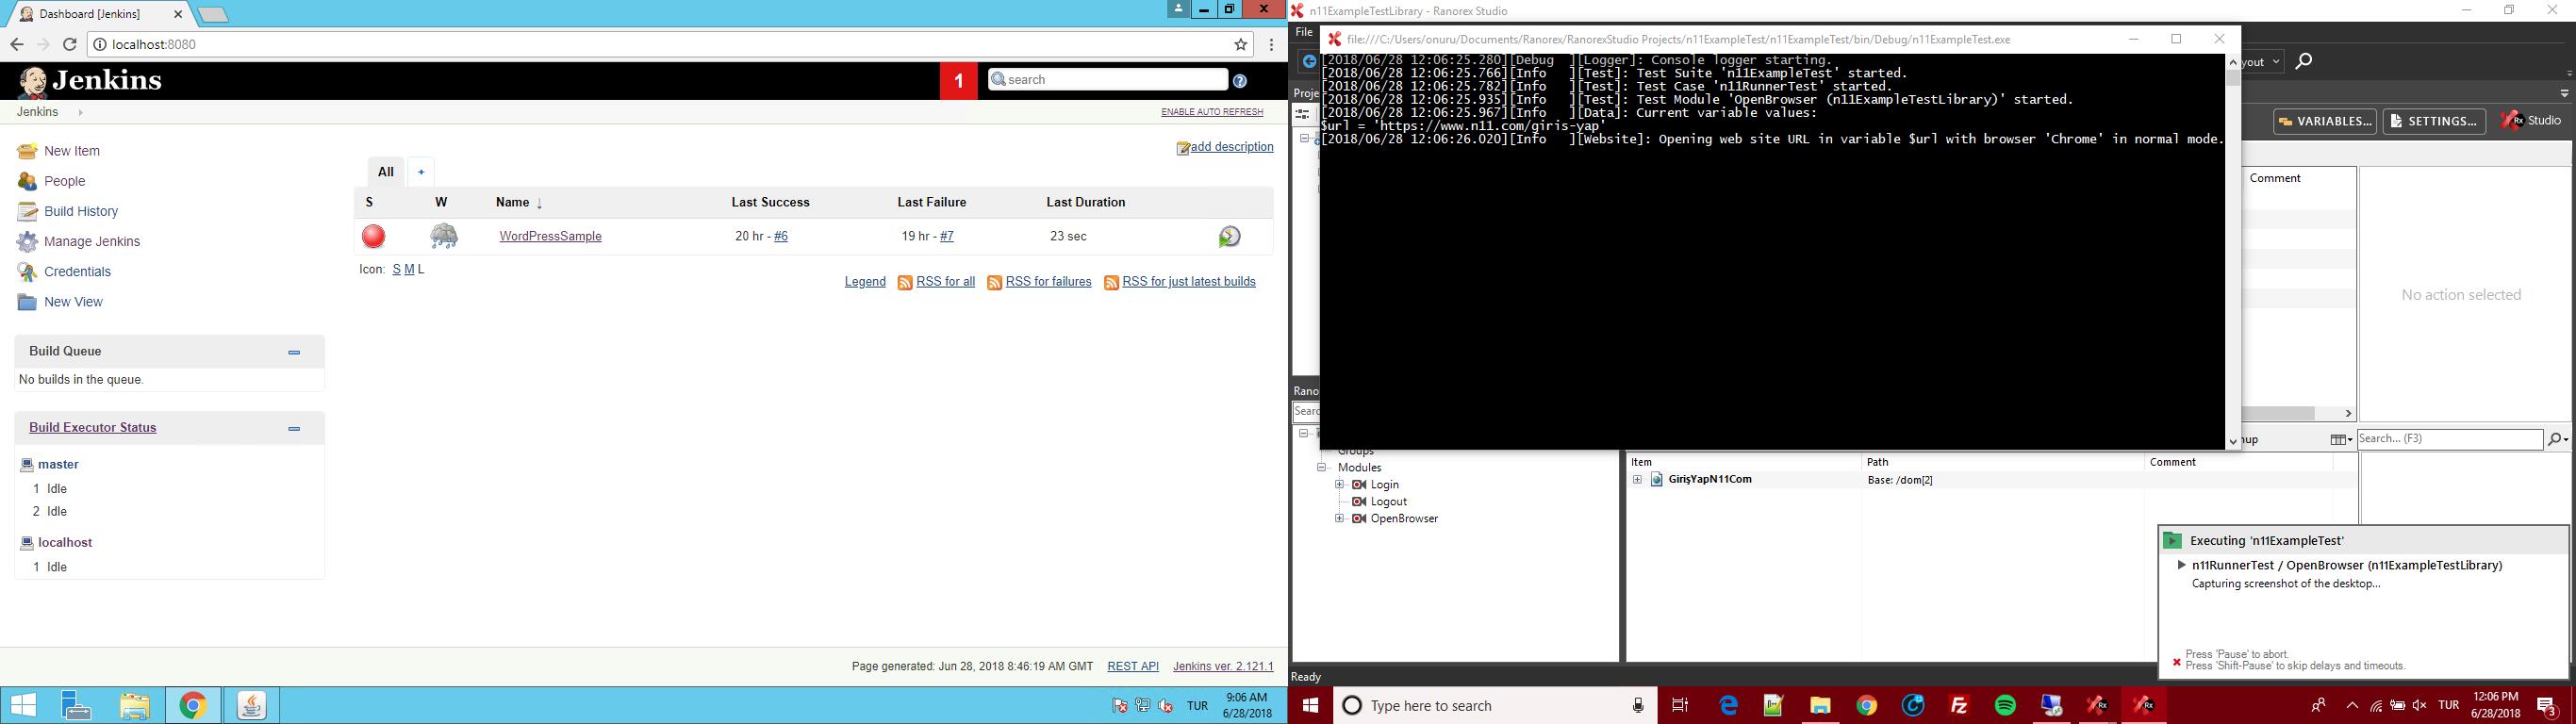 Dashboard [Jenkins]
localhost:8080
Jenkins
1
search
Jenkins
ENABLE AUTO REFRESH
New Item
People
Build History
Manage Jenkins
Credentials
New View
add description
All
+
S W Name ↓ Last Success Last Failure Last Duration
WordPressSample 20 hr - #6 19 hr - #7 23 sec
Icon: S M L
Legend RSS for all RSS for failures RSS for just latest builds
Build Queue
No builds in the queue.
Build Executor Status
master
1 Idle
2 Idle
localhost
1 Idle
Page generated: Jun 28, 2018 8:46:19 AM GMT REST API Jenkins ver. 2.121.1
TUR
9:06 AM
6/28/2018
n11ExampleTestLibrary - Ranorex Studio
File
file:///C:/Users/onuru/Documents/Ranorex/RanorexStudio Projects/n11ExampleTest/n11ExampleTest/bin/Debug/n11ExampleTest.exe
[2018/06/28 12:06:25.280][Debug ][Logger]: Console logger starting.
[2018/06/28 12:06:25.766][Info ][Test]: Test Suite 'n11ExampleTest' started.
[2018/06/28 12:06:25.782][Info ][Test]: Test Case 'n11RunnerTest' started.
[2018/06/28 12:06:25.935][Info ][Test]: Test Module 'OpenBrowser (n11ExampleTestLibrary)' started.
[2018/06/28 12:06:25.967][Info ][Data]: Current variable values:
$url = 'https://www.n11.com/giris-yap'
[2018/06/28 12:06:26.020][Info ][Website]: Opening web site URL in variable $url with browser 'Chrome' in normal mode.
yout
Proje
VARIABLES... SETTINGS... Rx Studio
Comment
No action selected
Rano
Searc
nup
Search... (F3)
Groups
Modules
Login
Logout
OpenBrowser
Item Path Comment
GirişYapN11Com Base: /dom[2]
Executing 'n11ExampleTest'
n11RunnerTest / OpenBrowser (n11ExampleTestLibrary)
Capturing screenshot of the desktop...
Press 'Pause' to abort.
Press 'Shift-Pause' to skip delays and timeouts.
Ready
Type here to search
TUR
12:06 PM
6/28/2018
3